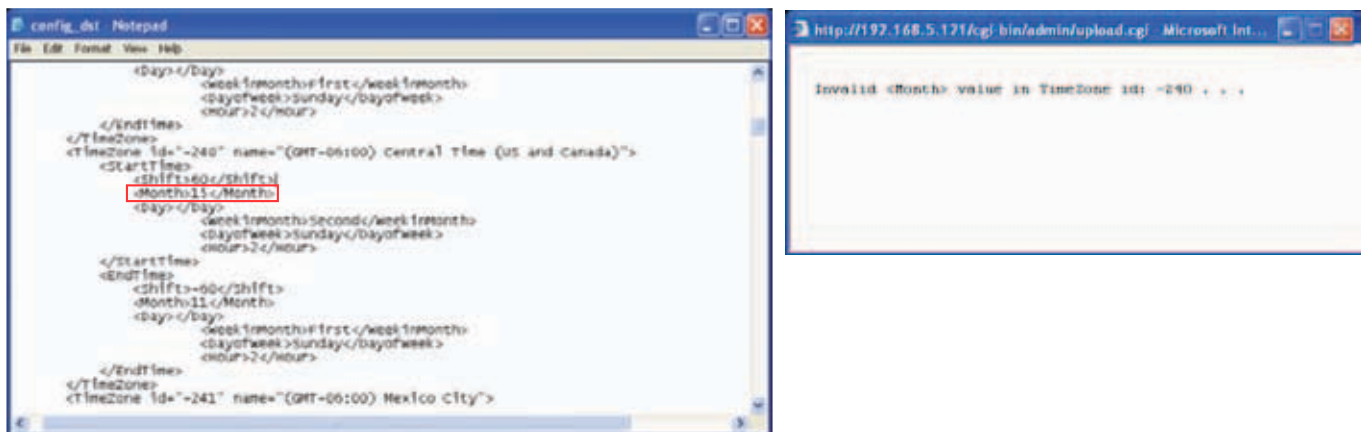 config_dst - Notepad
File Edit Format View Help
<Day></Day>
<WeekInMonth>First</WeekInMonth>
<DayofWeek>Sunday</DayofWeek>
<Hour>2</Hour>
</EndTime>
</TimeZone>
<TimeZone id="-240" name="(GMT-06:00) Central Time (US and Canada)">
<StartTime>
<Shift>60</Shift>
<Month>15</Month>
<Day></Day>
<WeekInMonth>Second</WeekInMonth>
<DayofWeek>Sunday</DayofWeek>
<Hour>2</Hour>
</StartTime>
<EndTime>
<Shift>-60</Shift>
<Month>11</Month>
<Day></Day>
<WeekInMonth>First</WeekInMonth>
<DayofWeek>Sunday</DayofWeek>
<Hour>2</Hour>
</EndTime>
</TimeZone>
<TimeZone id="-241" name="(GMT-06:00) Mexico City">
http://192.168.5.121/cgi-bin/admin/upload.cgi - Microsoft Int...
Invalid <Month> value in TimeZone id: -240 . . .